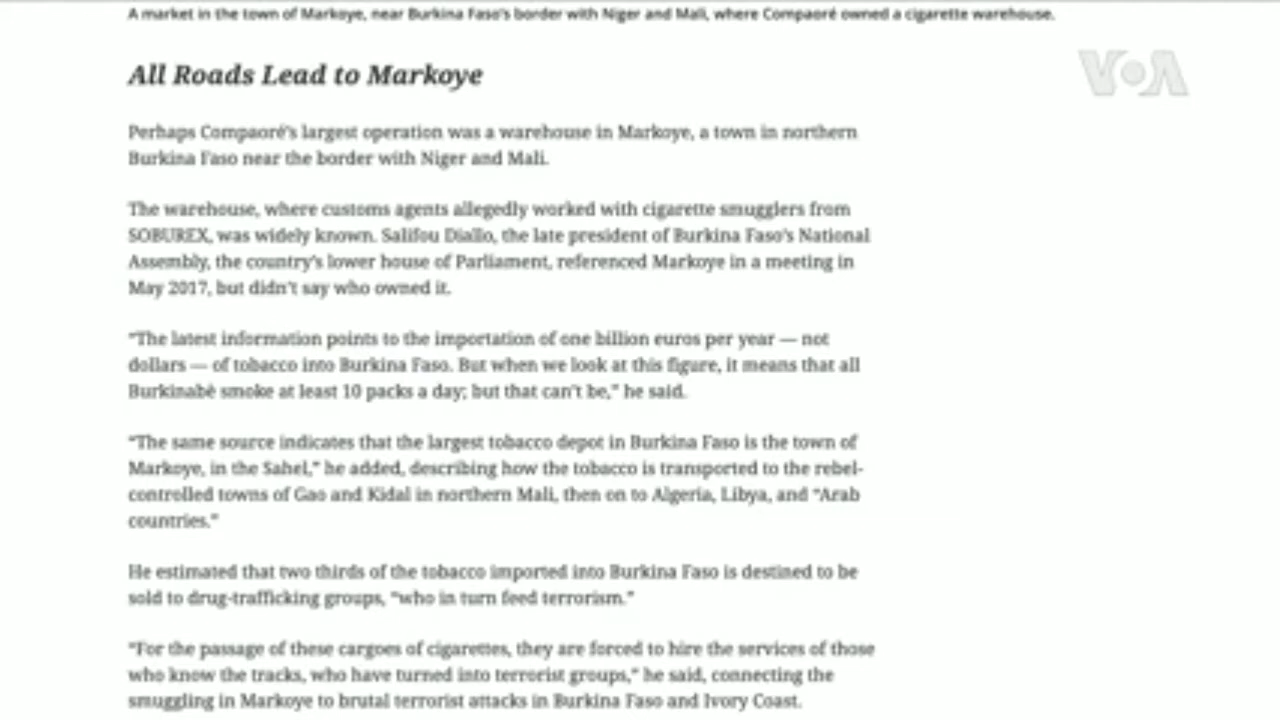 A market in the town of Markoye, near Burkina Faso's border with Niger and Mali, where Compaoré owned a cigarette warehouse.
All Roads Lead to Markoye
VOA
Perhaps Compaoré's largest operation was a warehouse in Markoye, a town in northern
Burkina Faso near the border with Niger and Mali.
The warehouse, where customs agents allegedly worked with cigarette smugglers from
SOBUREX, was widely known. Salifou Diallo, the late president of Burkina Faso's National
Assembly, the country's lower house of Parliament, referenced Markoye in a meeting in
May 2017, but didn't say who owned it.
“The latest information points to the importation of one billion euros per year — not
dollars — of tobacco into Burkina Faso. But when we look at this figure, it means that all
Burkinabè smoke at least 10 packs a day; but that can't be,” he said.
“The same source indicates that the largest tobacco depot in Burkina Faso is the town of
Markoye, in the Sahel,” he added, describing how the tobacco is transported to the rebel-
controlled towns of Gao and Kidal in northern Mali, then on to Algeria, Libya, and “Arab
countries.”
He estimated that two thirds of the tobacco imported into Burkina Faso is destined to be
sold to drug-trafficking groups, “who in turn feed terrorism.”
“For the passage of these cargoes of cigarettes, they are forced to hire the services of those
who know the tracks, who have turned into terrorist groups,” he said, connecting the
smuggling in Markoye to brutal terrorist attacks in Burkina Faso and Ivory Coast.